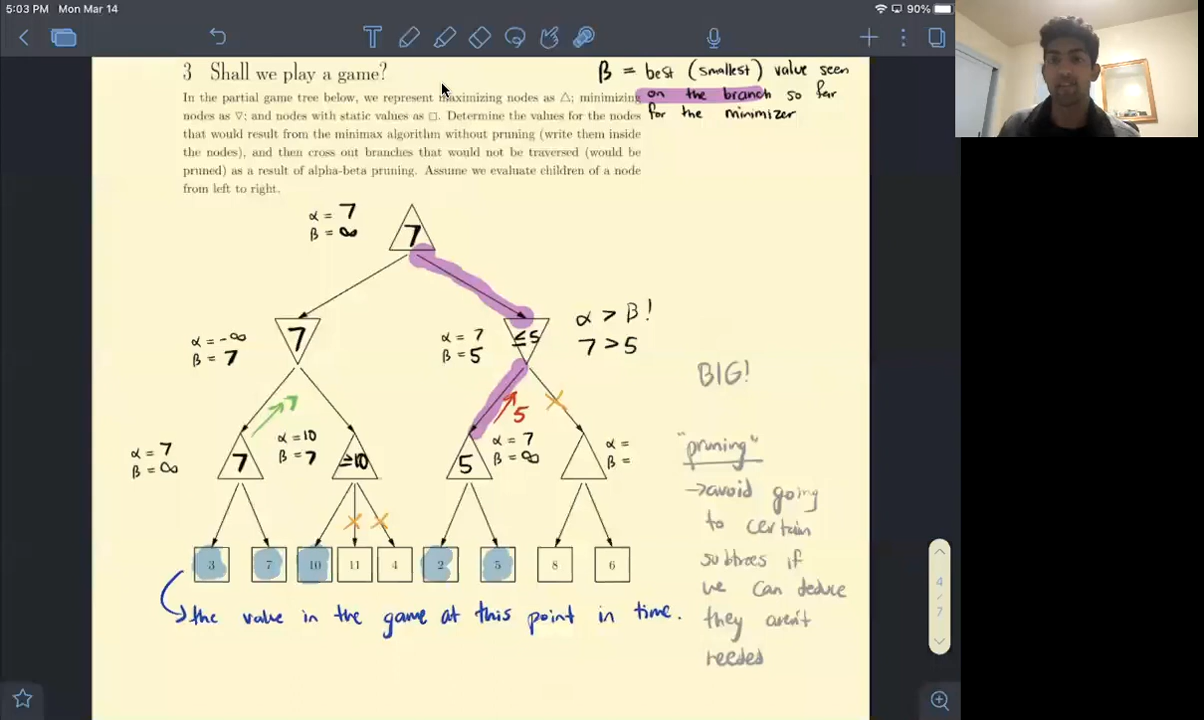 5:03 PM Mon Mar 14
90%
3 Shall we play a game?
β = best (smallest) value seen
on the branch so far
for the minimizer
In the partial game tree below, we represent maximizing nodes as △; minimizing
nodes as ▽; and nodes with static values as □. Determine the values for the nodes
that would result from the minimax algorithm without pruning (write them inside
the nodes), and then cross out branches that would not be traversed (would be
pruned) as a result of alpha-beta pruning. Assume we evaluate children of a node
from left to right.
α = 7
β = ∞
7
α = -∞
β = 7
7
α = 7
β = 5
≤5
α > β!
7 > 5
BIG!
7
5
α = 7
β = ∞
7
α = 10
β = 7
≥10
5
α = 7
β = ∞
α =
β =
"pruning"
→avoid going
to certain
subtrees if
we can deduce
they aren't
needed
3 7 10 11 4 2 5 8 6
the value in the game at this point in time.
4
/
7